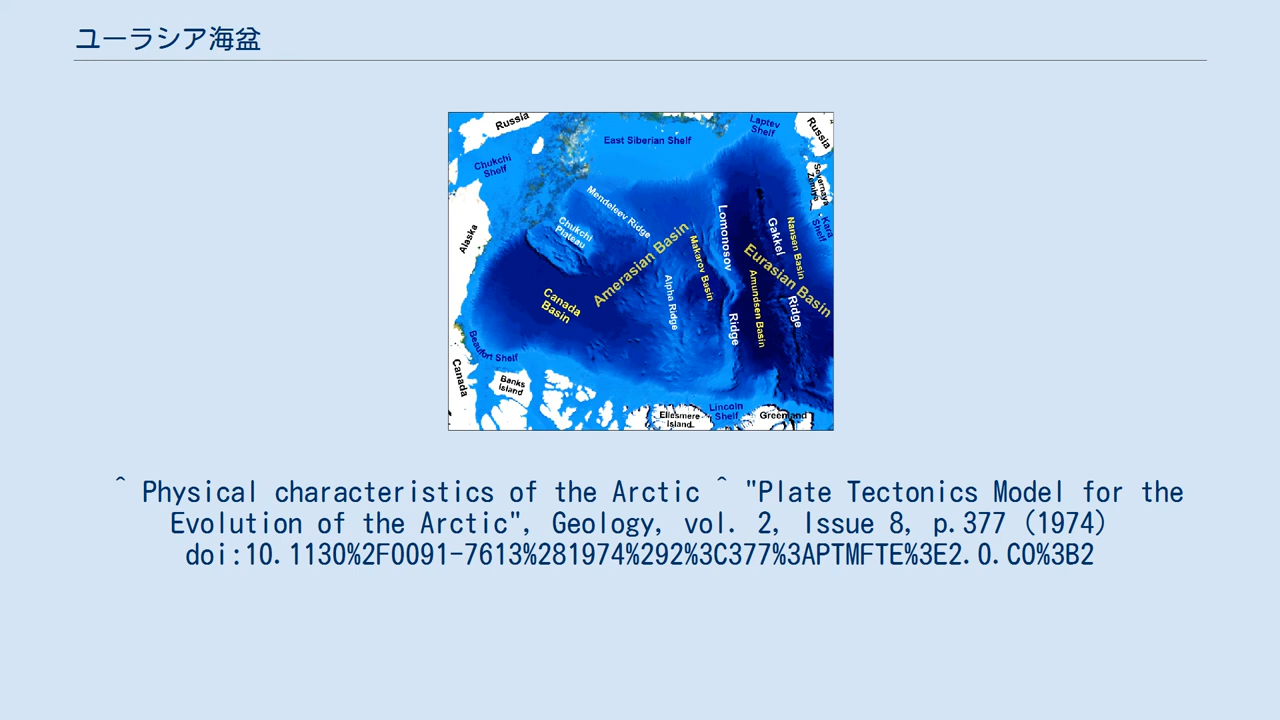 ユーラシア海盆
Russia
Laptev
Shelf
Russia
East Siberian Shelf
Chukchi
Shelf
Severnaya
Zemlya
Mendeleev Ridge
Lomonosov
Kara
Shelf
Chukchi
Plateau
Gakkel
Nansen Basin
Alaska
Amerasian Basin
Makarov Basin
Eurasian Basin
Canada
Basin
Alpha Ridge
Amundsen Basin
Ridge
Ridge
Beaufort Shelf
Canada
Banks
Island
Ellesmere
Island
Lincoln
Shelf
Greenland
^ Physical characteristics of the Arctic ^ "Plate Tectonics Model for the
Evolution of the Arctic", Geology, vol. 2, Issue 8, p.377 (1974)
doi:10.1130%2F0091-7613%281974%292%3C377%3APTMFTE%3E2.0.CO%3B2